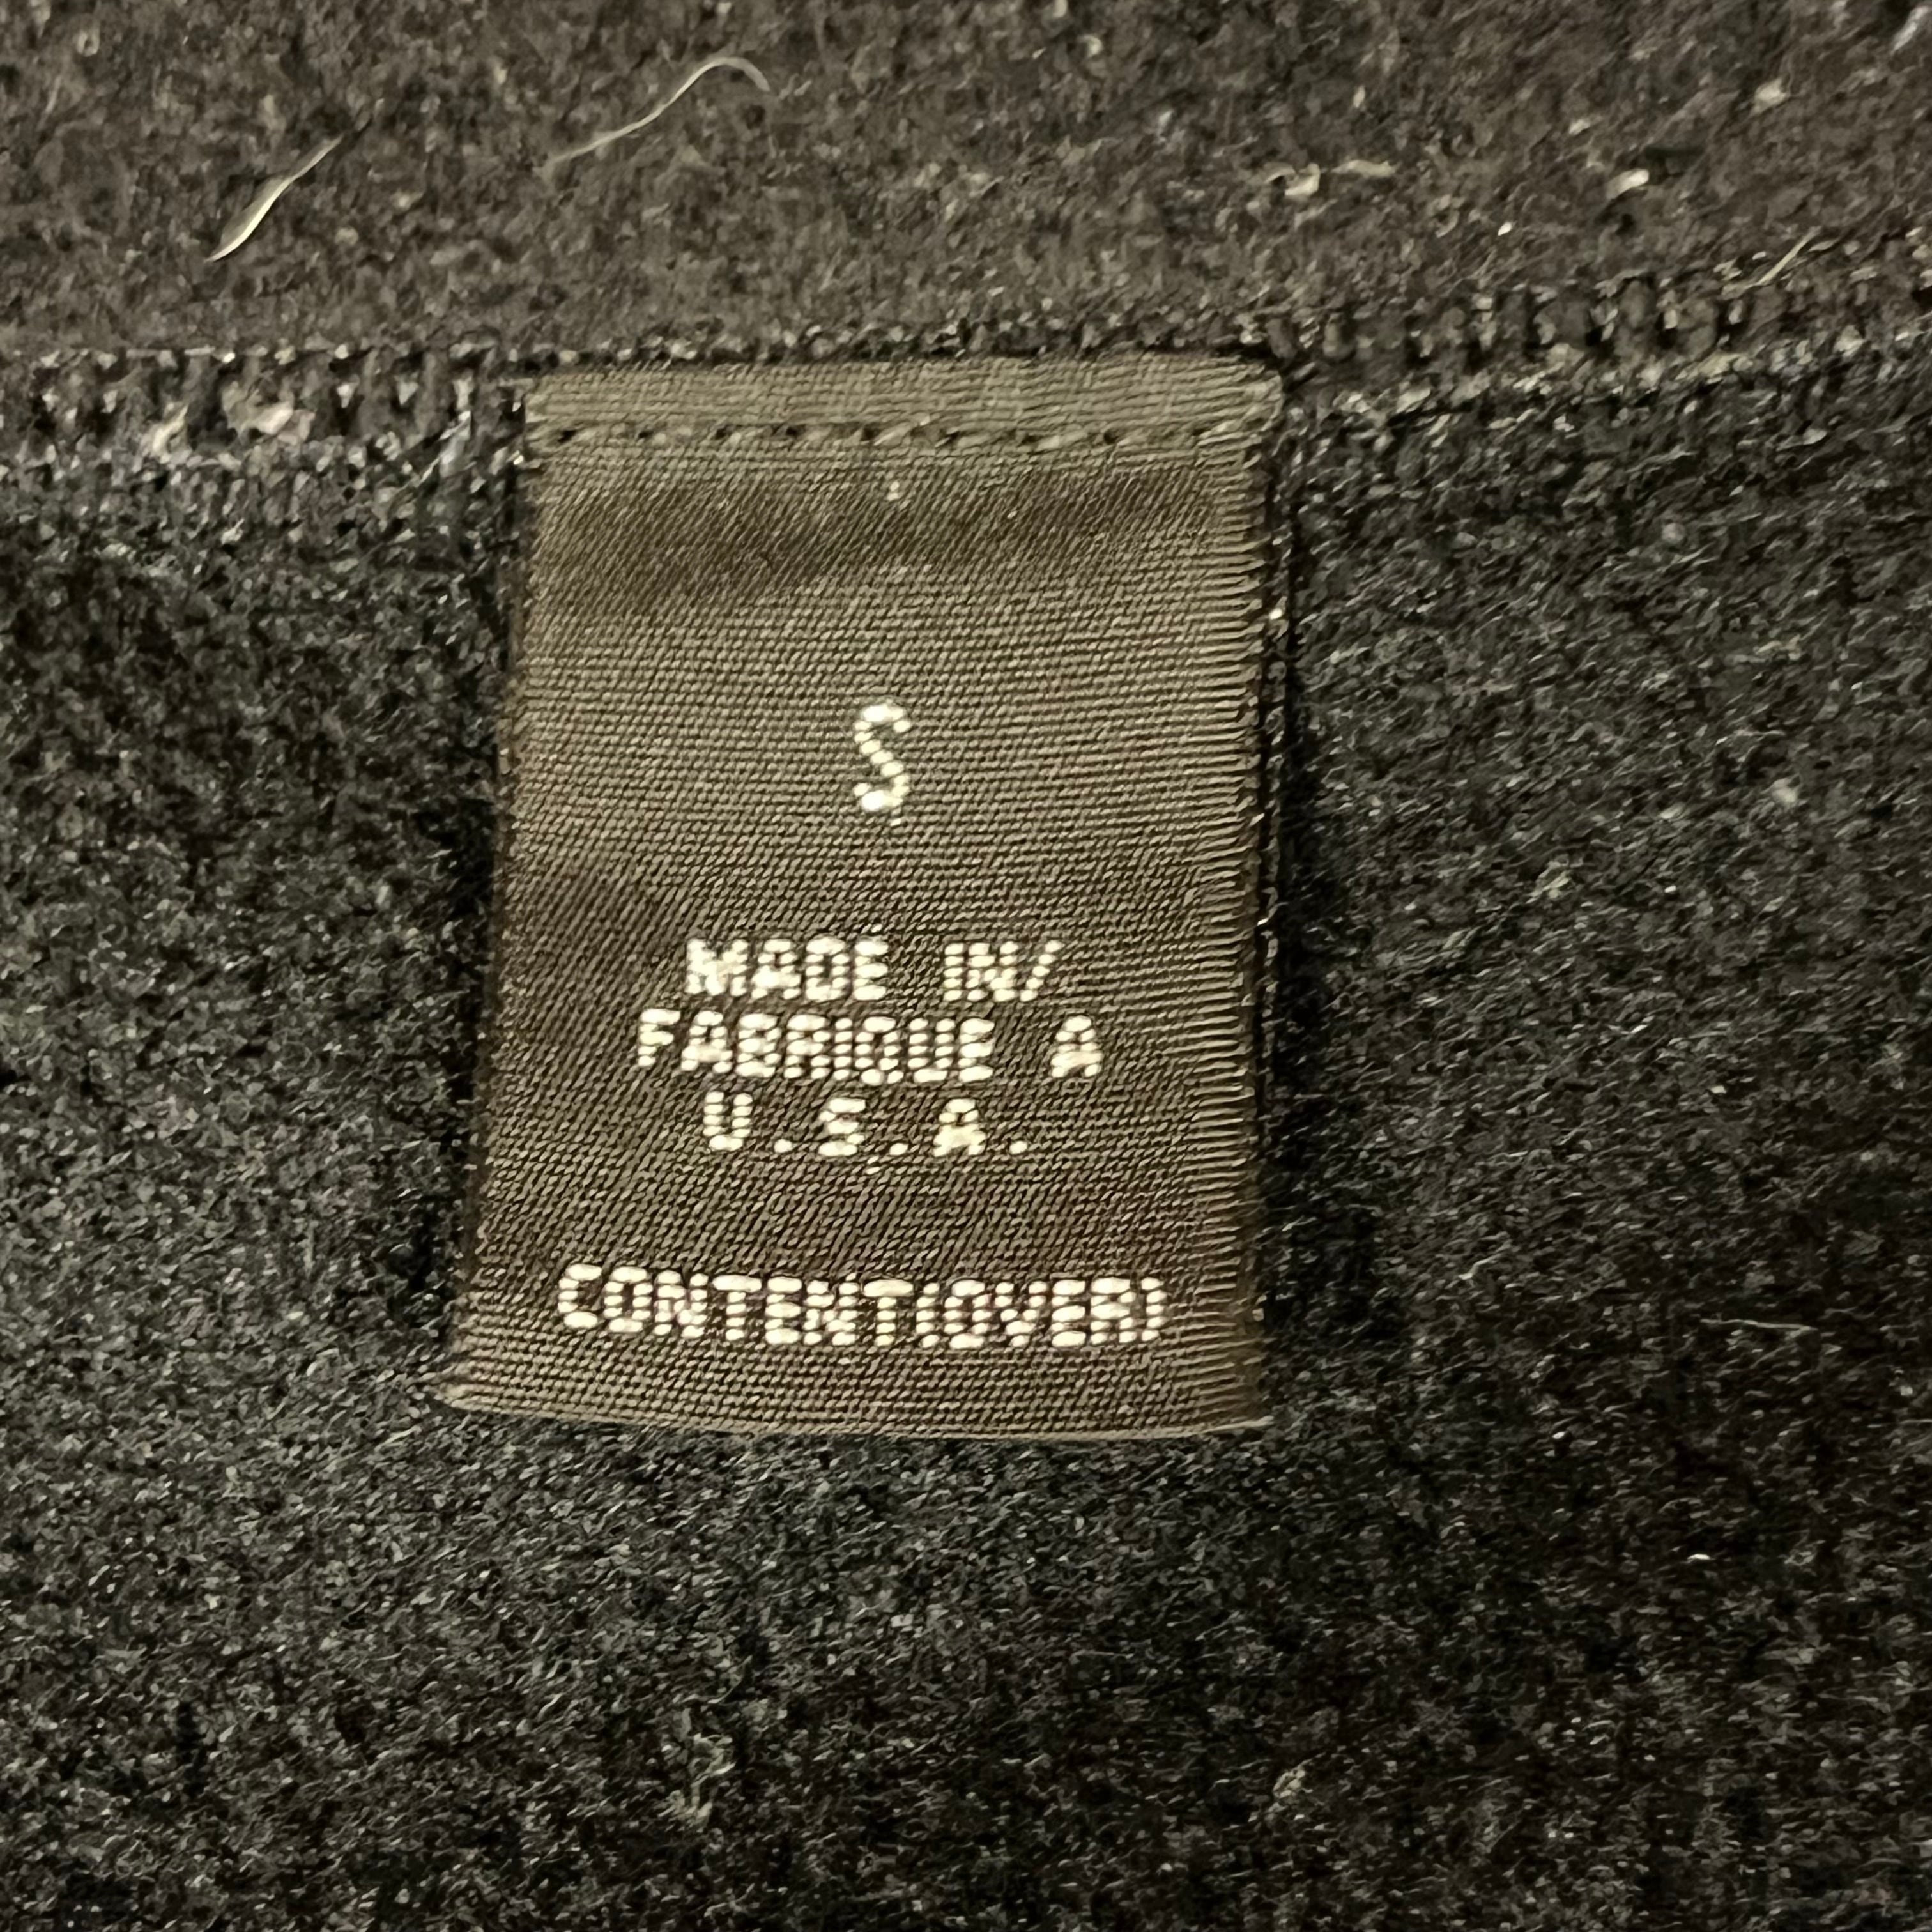 S
MADE IN/
FABRIQUE A
U.S.A.
CONTENT(OVER)